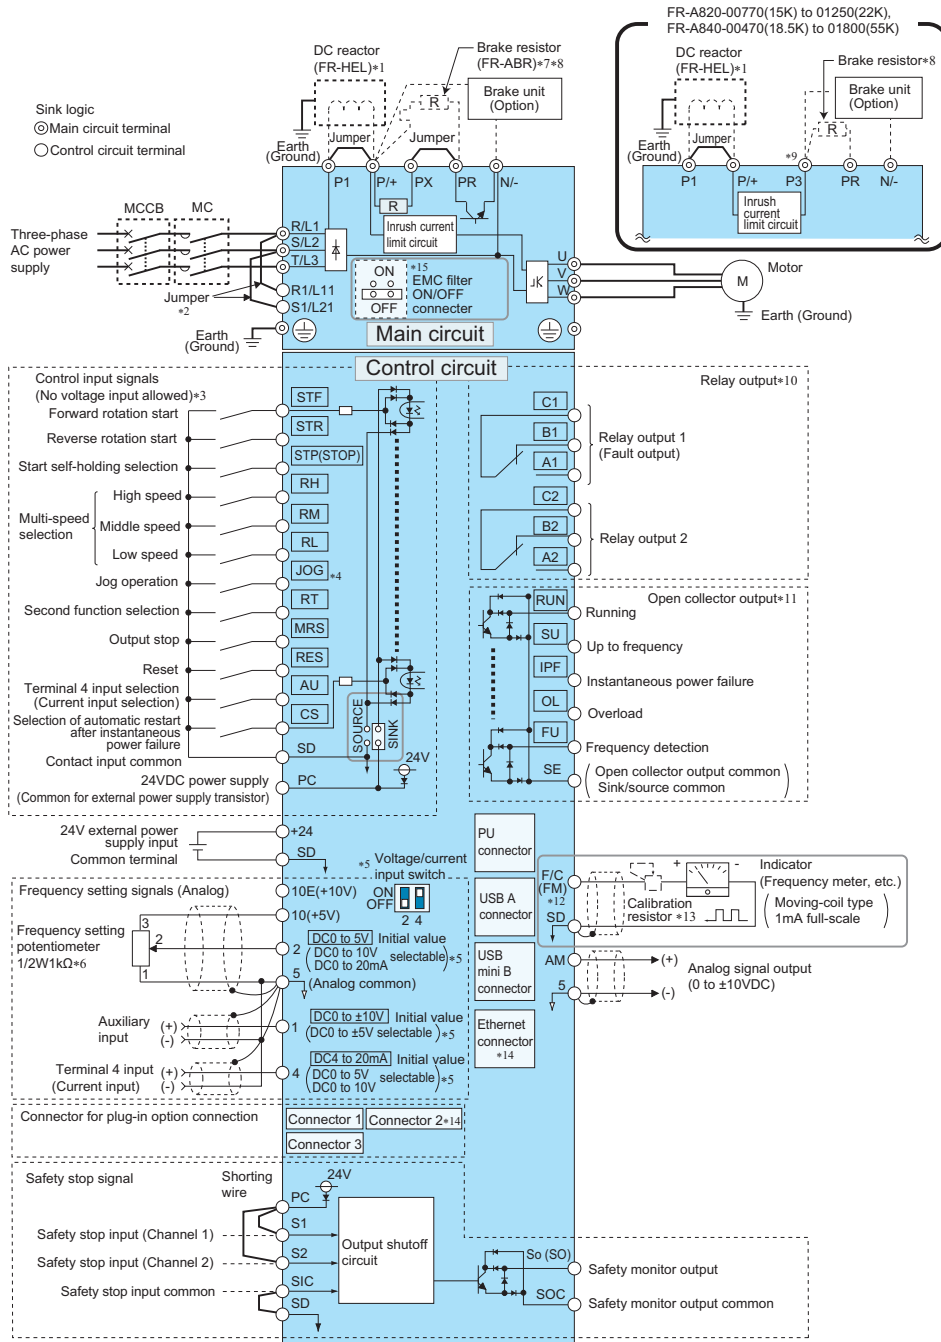 FR-A820-00770(15K) to 01250(22K),
FR-A840-00470(18.5K) to 01800(55K)
DC reactor
(FR-HEL)*1
Brake resistor*8
Brake unit
(Option)
R
Jumper
Earth
(Ground)
*9
P1
P/+
P3
PR
N/-
Inrush
current
limit circuit
Sink logic
Main circuit terminal
Control circuit terminal
DC reactor
(FR-HEL)*1
Brake resistor
(FR-ABR)*7*8
Brake unit
(Option)
R
Earth
(Ground)
Jumper
Jumper
P1
P/+
PX
PR
N/-
R
Inrush current
limit circuit
MCCB
MC
Three-phase
AC power
supply
R/L1
S/L2
T/L3
R1/L11
S1/L21
Jumper
*2
Earth
(Ground)
ON
OFF
*15
EMC filter
ON/OFF
connecter
U
V
W
Motor
M
Earth (Ground)
Main circuit
Control circuit
Control input signals
(No voltage input allowed)*3
Forward rotation start
Reverse rotation start
Start self-holding selection
Multi-speed
selection
High speed
Middle speed
Low speed
Jog operation
Second function selection
Output stop
Reset
Terminal 4 input selection
(Current input selection)
Selection of automatic restart
after instantaneous
power failure
Contact input common
24VDC power supply
(Common for external power supply transistor)
STF
STR
STP(STOP)
RH
RM
RL
JOG *4
RT
MRS
RES
AU
CS
SD
PC
SOURCE
SINK
24V
Relay output*10
C1
B1
A1
Relay output 1
(Fault output)
C2
B2
A2
Relay output 2
Open collector output*11
RUN
Running
SU
Up to frequency
IPF
Instantaneous power failure
OL
Overload
FU
Frequency detection
SE
Open collector output common
Sink/source common
24V external power
supply input
Common terminal
+24
SD
*5 Voltage/current
input switch
ON
OFF
2 4
Frequency setting signals (Analog)
Frequency setting
potentiometer
1/2W1kΩ*6
3
2
1
10E(+10V)
10(+5V)
2
DC0 to 5V Initial value
DC0 to 10V
DC0 to 20mA
selectable
*5
5
(Analog common)
Auxiliary
input
(+)
(-)
1
DC0 to ±10V Initial value
(DC0 to ±5V selectable) *5
Terminal 4 input
(Current input)
(+)
(-)
4
DC4 to 20mA Initial value
DC0 to 5V
DC0 to 10V
selectable
*5
PU
connector
USB A
connector
USB
mini B
connector
Ethernet
connector
*14
F/C
(FM)
*12
SD
+
-
Calibration
resistor *13
Indicator
(Frequency meter, etc.)
Moving-coil type
1mA full-scale
AM
(+)
5
(-)
Analog signal output
(0 to ±10VDC)
Connector for plug-in option connection
Connector 1
Connector 2*14
Connector 3
Safety stop signal
Shorting
wire
24V
PC
S1
S2
SIC
SD
Safety stop input (Channel 1)
Safety stop input (Channel 2)
Safety stop input common
Output shutoff
circuit
So (SO)
Safety monitor output
SOC
Safety monitor output common